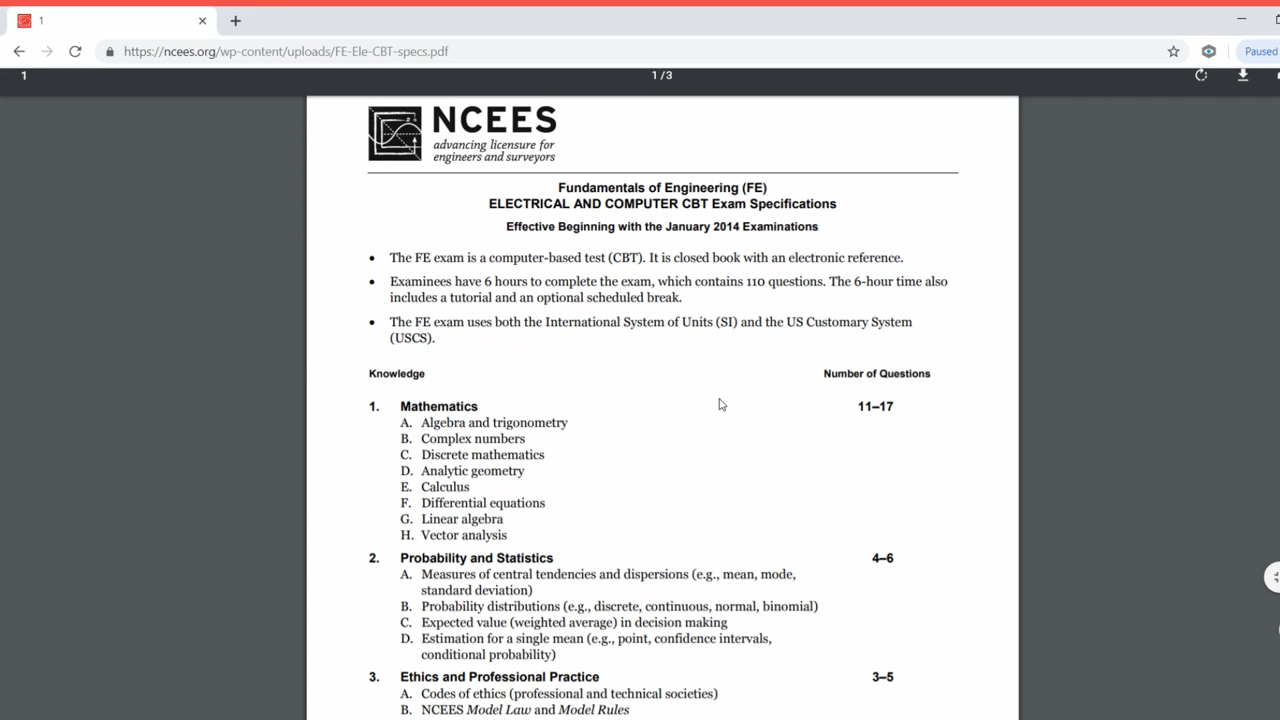 1
https://ncees.org/wp-content/uploads/FE-Ele-CBT-specs.pdf
Paused
1
1/3
NCEES
advancing licensure for
engineers and surveyors
Fundamentals of Engineering (FE)
ELECTRICAL AND COMPUTER CBT Exam Specifications
Effective Beginning with the January 2014 Examinations
• The FE exam is a computer-based test (CBT). It is closed book with an electronic reference.
• Examinees have 6 hours to complete the exam, which contains 110 questions. The 6-hour time also
includes a tutorial and an optional scheduled break.
• The FE exam uses both the International System of Units (SI) and the US Customary System
(USCS).
Knowledge Number of Questions
1. Mathematics 11–17
A. Algebra and trigonometry
B. Complex numbers
C. Discrete mathematics
D. Analytic geometry
E. Calculus
F. Differential equations
G. Linear algebra
H. Vector analysis
2. Probability and Statistics 4–6
A. Measures of central tendencies and dispersions (e.g., mean, mode,
standard deviation)
B. Probability distributions (e.g., discrete, continuous, normal, binomial)
C. Expected value (weighted average) in decision making
D. Estimation for a single mean (e.g., point, confidence intervals,
conditional probability)
3. Ethics and Professional Practice 3–5
A. Codes of ethics (professional and technical societies)
B. NCEES Model Law and Model Rules